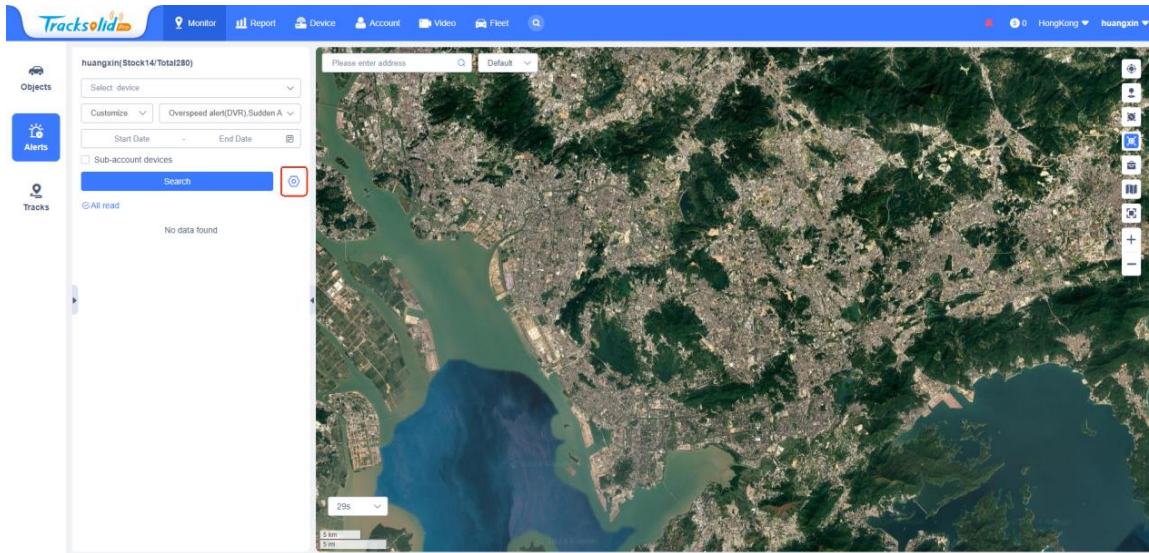 Tracksolid Pro
Monitor
Report
Device
Account
Video
Fleet
0
HongKong
huangxin
Objects
Alerts
Tracks
huangxin(Stock14/Total280)
Select device
Customize
Overspeed alert(DVR),Sudden A
Start Date - End Date
Sub-account devices
Search
All read
No data found
Please enter address
Default
29s
5 km
5 mi